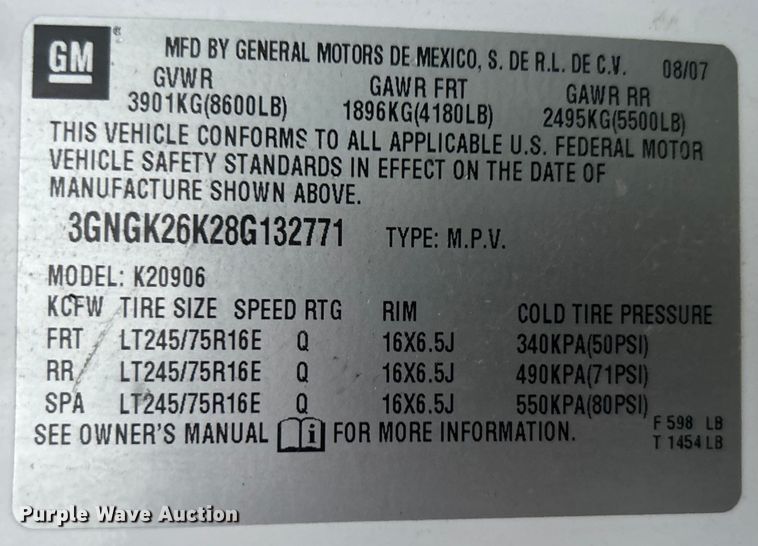 GM ®
MFD BY GENERAL MOTORS DE MEXICO, S. DE R.L. DE C.V. 08/07
GVWR GAWR FRT GAWR RR
3901KG(8600LB) 1896KG(4180LB) 2495KG(5500LB)
THIS VEHICLE CONFORMS TO ALL APPLICABLE U.S. FEDERAL MOTOR
VEHICLE SAFETY STANDARDS IN EFFECT ON THE DATE OF
MANUFACTURE SHOWN ABOVE.
3GNGK26K28G132771 TYPE: M.P.V.
MODEL: K20906
KCFW TIRE SIZE SPEED RTG RIM COLD TIRE PRESSURE
FRT LT245/75R16E Q 16X6.5J 340KPA(50PSI)
RR LT245/75R16E Q 16X6.5J 490KPA(71PSI)
SPA LT245/75R16E Q 16X6.5J 550KPA(80PSI)
SEE OWNER'S MANUAL i FOR MORE INFORMATION.
F 598 LB
T 1454 LB
Purple Wave Auction